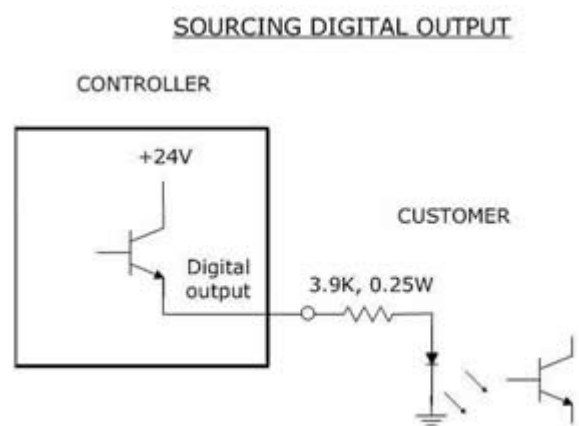 SOURCING DIGITAL OUTPUT
CONTROLLER
+24V
CUSTOMER
Digital
output
3.9K, 0.25W